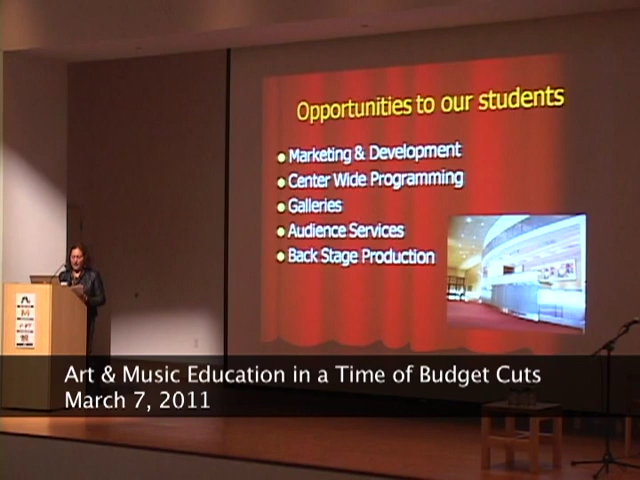 Opportunities to our students
Marketing & Development
Center Wide Programming
Galleries
Audience Services
Back Stage Production
Art & Music Education in a Time of Budget Cuts
March 7, 2011